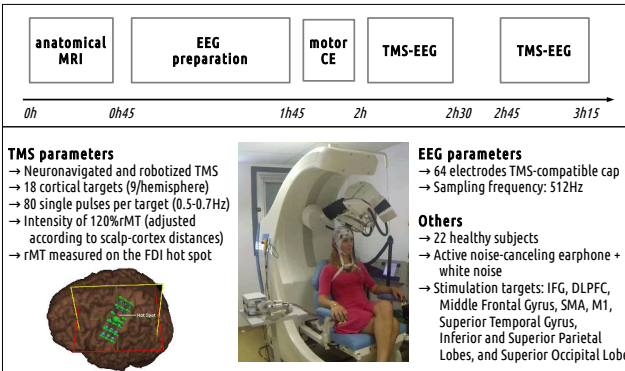 anatomical
MRI
EEG
preparation
motor
CE
TMS-EEG
TMS-EEG
0h
0h45
1h45
2h
2h30
2h45
3h15
TMS parameters
→ Neuronavigated and robotized TMS
→ 18 cortical targets (9/hemisphere)
→ 80 single pulses per target (0.5-0.7Hz)
→ Intensity of 120%rMT (adjusted
according to scalp-cortex distances)
→ rMT measured on the FDI hot spot
Hot Spot
EEG parameters
→ 64 electrodes TMS-compatible cap
→ Sampling frequency: 512Hz
Others
→ 22 healthy subjects
→ Active noise-canceling earphone +
white noise
→ Stimulation targets: IFG, DLPFC,
Middle Frontal Gyrus, SMA, M1,
Superior Temporal Gyrus,
Inferior and Superior Parietal
Lobes, and Superior Occipital Lobe